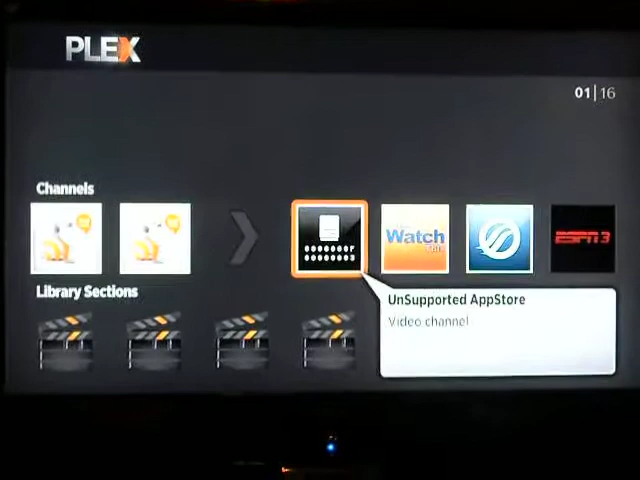 PLEX
01|16
Channels
Watch
ESPN3
Library Sections
UnSupported AppStore
Video channel